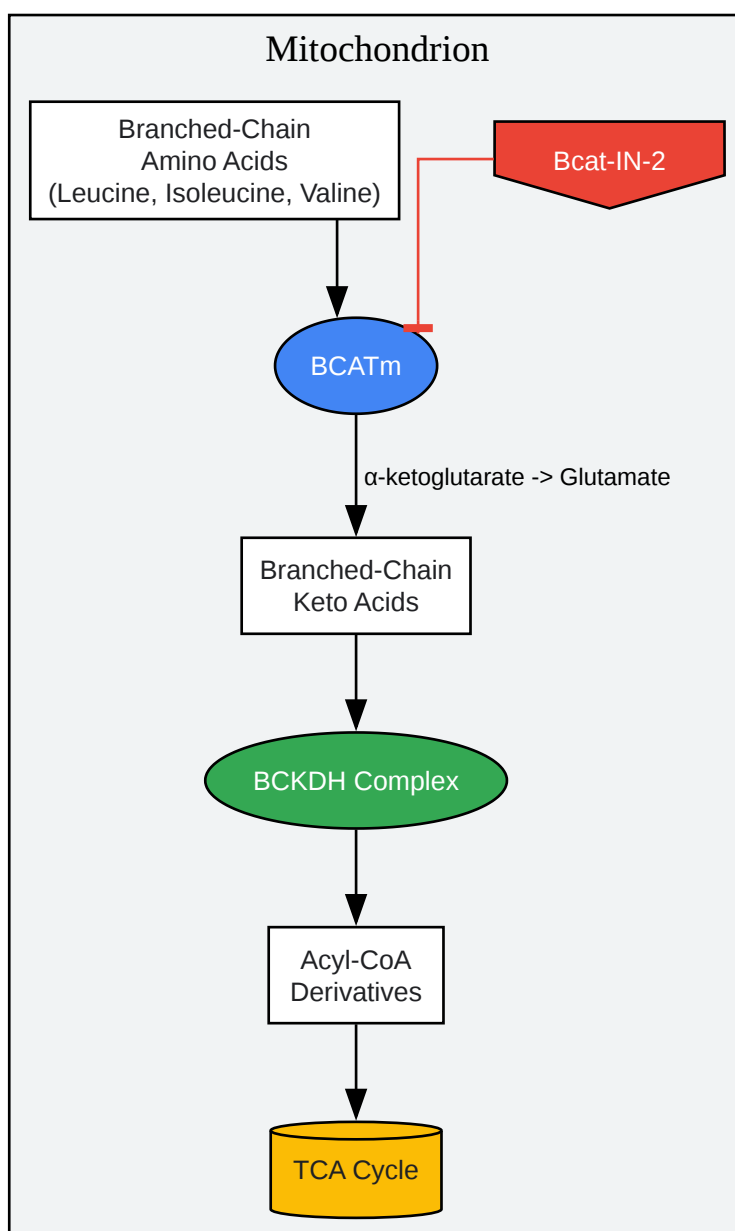 Mitochondrion
Branched-Chain
Amino Acids
(Leucine, Isoleucine, Valine)
Bcat-IN-2
BCATm
α-ketoglutarate -> Glutamate
Branched-Chain
Keto Acids
BCKDH Complex
Acyl-CoA
Derivatives
TCA Cycle